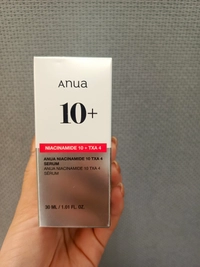 Anua
10+
NIACINAMIDE 10 + TXA 4
ANUA NIACINAMIDE 10 TXA 4
SERUM
ANUA NIACINAMIDE 10 TXA 4
SERUM
30 ML / 1.01 FL. OZ